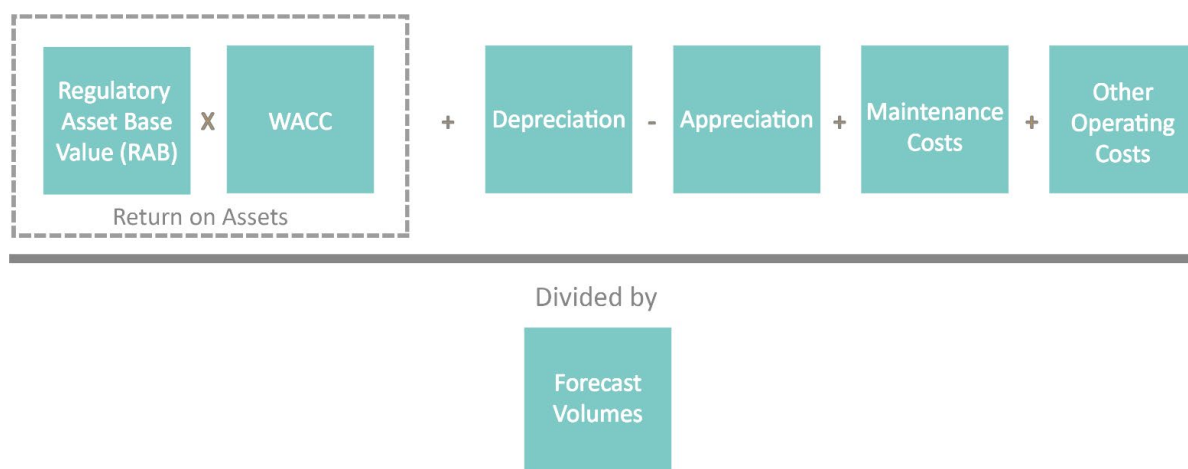 Regulatory
Asset Base
Value (RAB)
X
WACC
+
Depreciation
-
Appreciation
+
Maintenance
Costs
+
Other
Operating
Costs
Return on Assets
Divided by
Forecast
Volumes